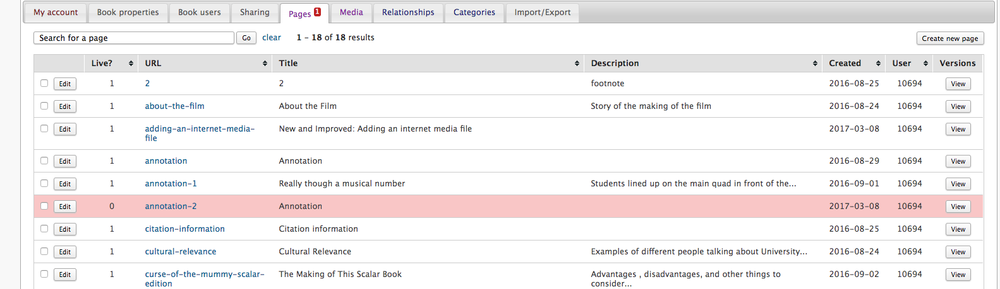 My account Book properties Book users Sharing Pages 1 Media Relationships Categories Import/Export
Search for a page Go clear 1 – 18 of 18 results Create new page
Live? URL Title Description Created User Versions
Edit 1 2 2 footnote 2016-08-25 10694 View
Edit 1 about-the-film About the Film Story of the making of the film 2016-08-24 10694 View
Edit 1 adding-an-internet-media- New and Improved: Adding an internet media file 2017-03-08 10694 View
file
Edit 1 annotation Annotation 2016-08-29 10694 View
Edit 1 annotation-1 Really though a musical number Students lined up on the main quad in front of the... 2016-09-01 10694 View
Edit 0 annotation-2 Annotation 2017-03-08 10694 View
Edit 1 citation-information Citation information 2016-08-25 10694 View
Edit 1 cultural-relevance Cultural Relevance Examples of different people talking about University... 2016-08-24 10694 View
Edit 1 curse-of-the-mummy-scalar- The Making of This Scalar Book Advantages , disadvantages, and other things to 2016-09-02 10694 View
edition consider...